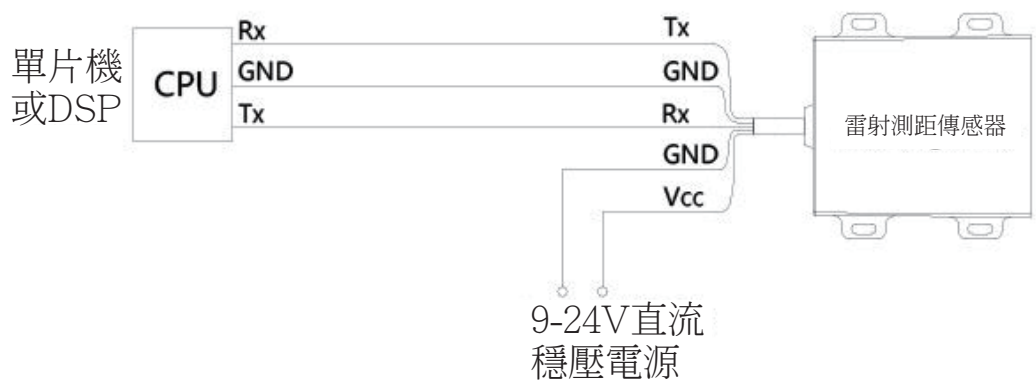 Rx
Tx
單片機
或DSP
CPU
GND
GND
Tx
Rx
雷射測距傳感器
GND
Vcc
9-24V直流
穩壓電源